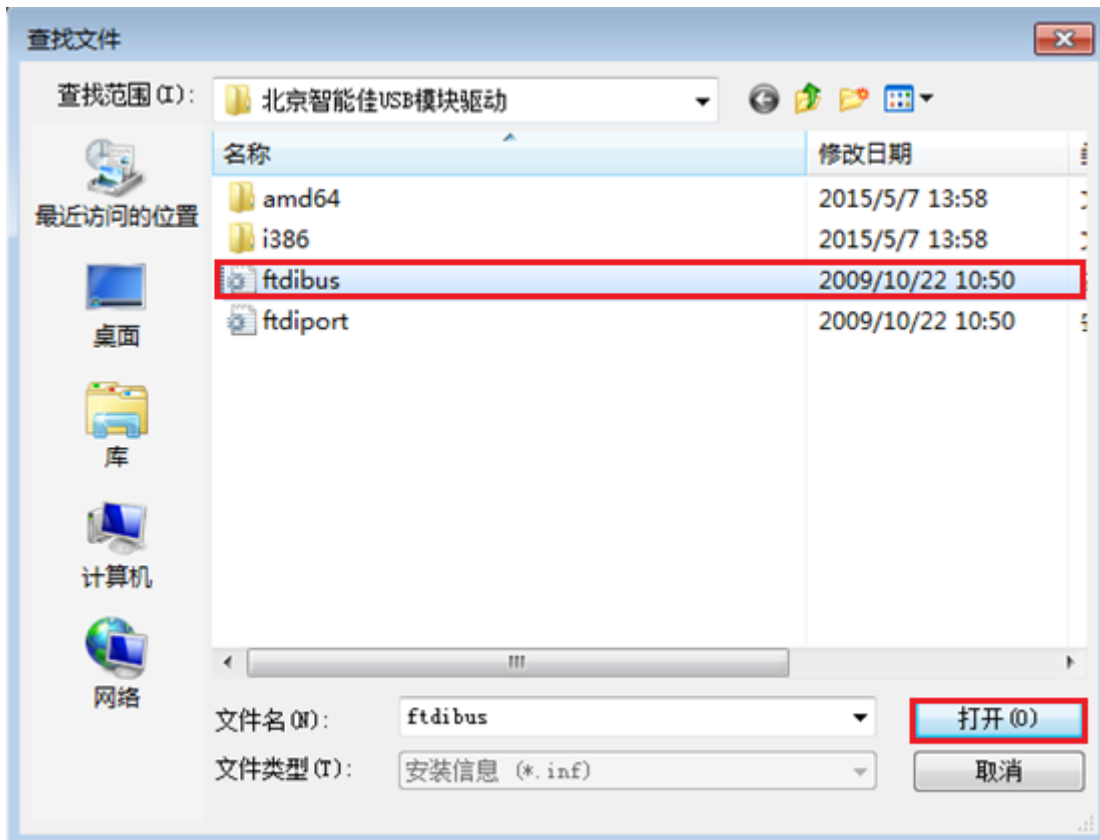 查找文件
查找范围(I):
北京智能佳USB模块驱动
名称
修改日期
amd64
2015/5/7 13:58
i386
2015/5/7 13:58
ftdibus
2009/10/22 10:50
ftdiport
2009/10/22 10:50
最近访问的位置
桌面
库
计算机
网络
文件名(N):
ftdibus
打开(O)
文件类型(T):
安装信息 (*.inf)
取消